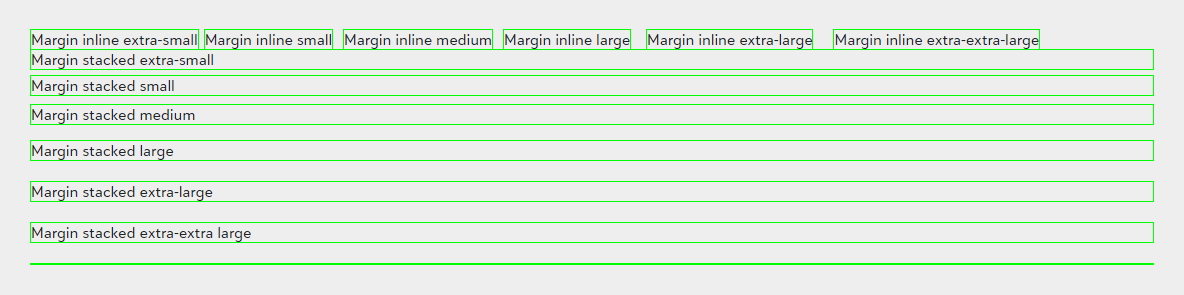 Margin inline extra-small Margin inline small Margin inline medium Margin inline large Margin inline extra-large Margin inline extra-extra-large
Margin stacked extra-small
Margin stacked small
Margin stacked medium
Margin stacked large
Margin stacked extra-large
Margin stacked extra-extra large